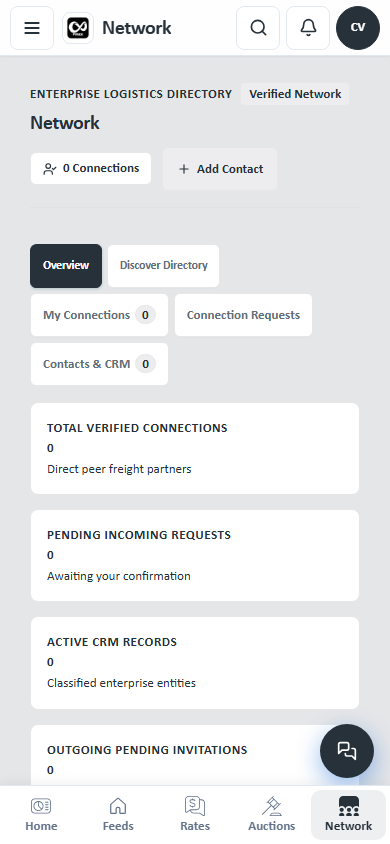 Network
CV
ENTERPRISE LOGISTICS DIRECTORY Verified Network
Network
0 Connections
Add Contact
Overview
Discover Directory
My Connections 0
Connection Requests
Contacts & CRM 0
TOTAL VERIFIED CONNECTIONS
0
Direct peer freight partners
PENDING INCOMING REQUESTS
0
Awaiting your confirmation
ACTIVE CRM RECORDS
0
Classified enterprise entities
OUTGOING PENDING INVITATIONS
0
Home
Feeds
Rates
Auctions
Network